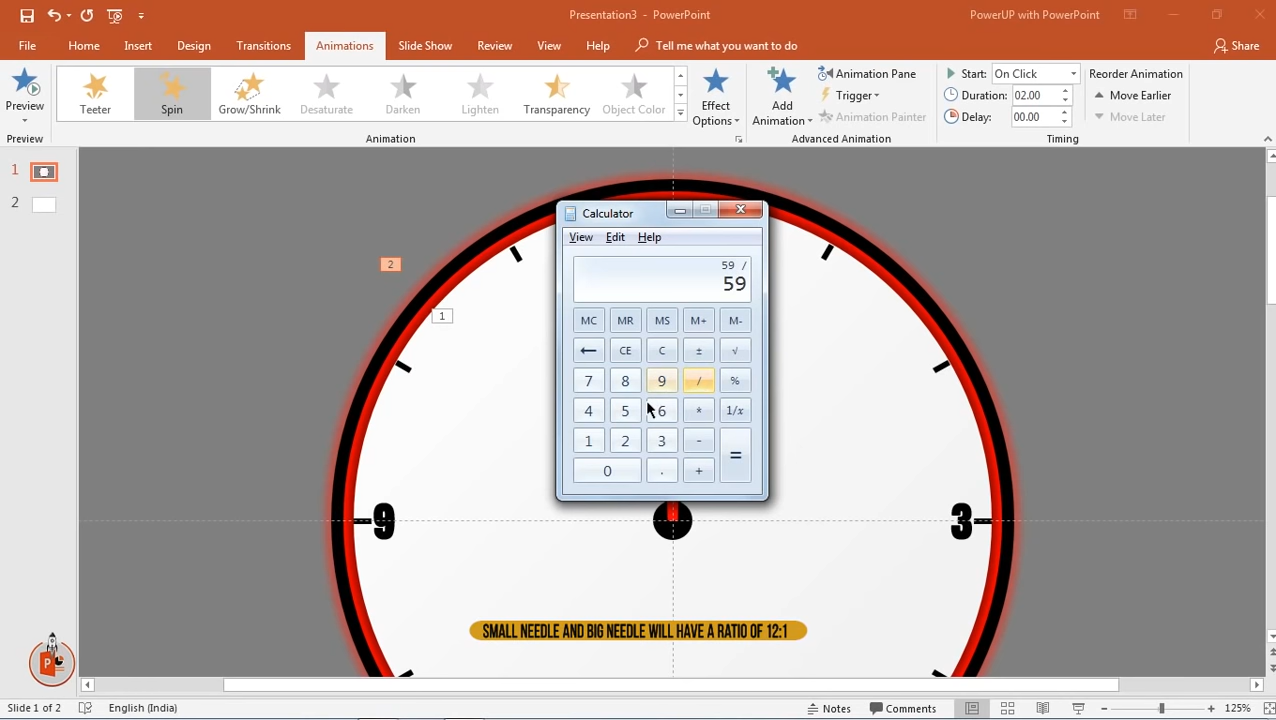 Presentation3 - PowerPoint
PowerUP with PowerPoint
File
Home
Insert
Design
Transitions
Animations
Slide Show
Review
View
Help
Tell me what you want to do
Share
Preview
Teeter
Spin
Grow/Shrink
Desaturate
Darken
Lighten
Transparency
Object Color
Effect
Options
Add
Animation
Animation Pane
Trigger
Animation Painter
Start: On Click
Duration: 02.00
Delay: 00.00
Reorder Animation
Move Earlier
Move Later
Preview
Animation
Advanced Animation
Timing
1
2
2
1
Calculator
View Edit Help
59 /
59
MC MR MS M+ M-
← CE C ± √
7 8 9 / %
4 5 6 * 1/x
1 2 3 - =
0 . +
9
3
SMALL NEEDLE AND BIG NEEDLE WILL HAVE A RATIO OF 12:1
P
Slide 1 of 2
English (India)
Notes
Comments
125%